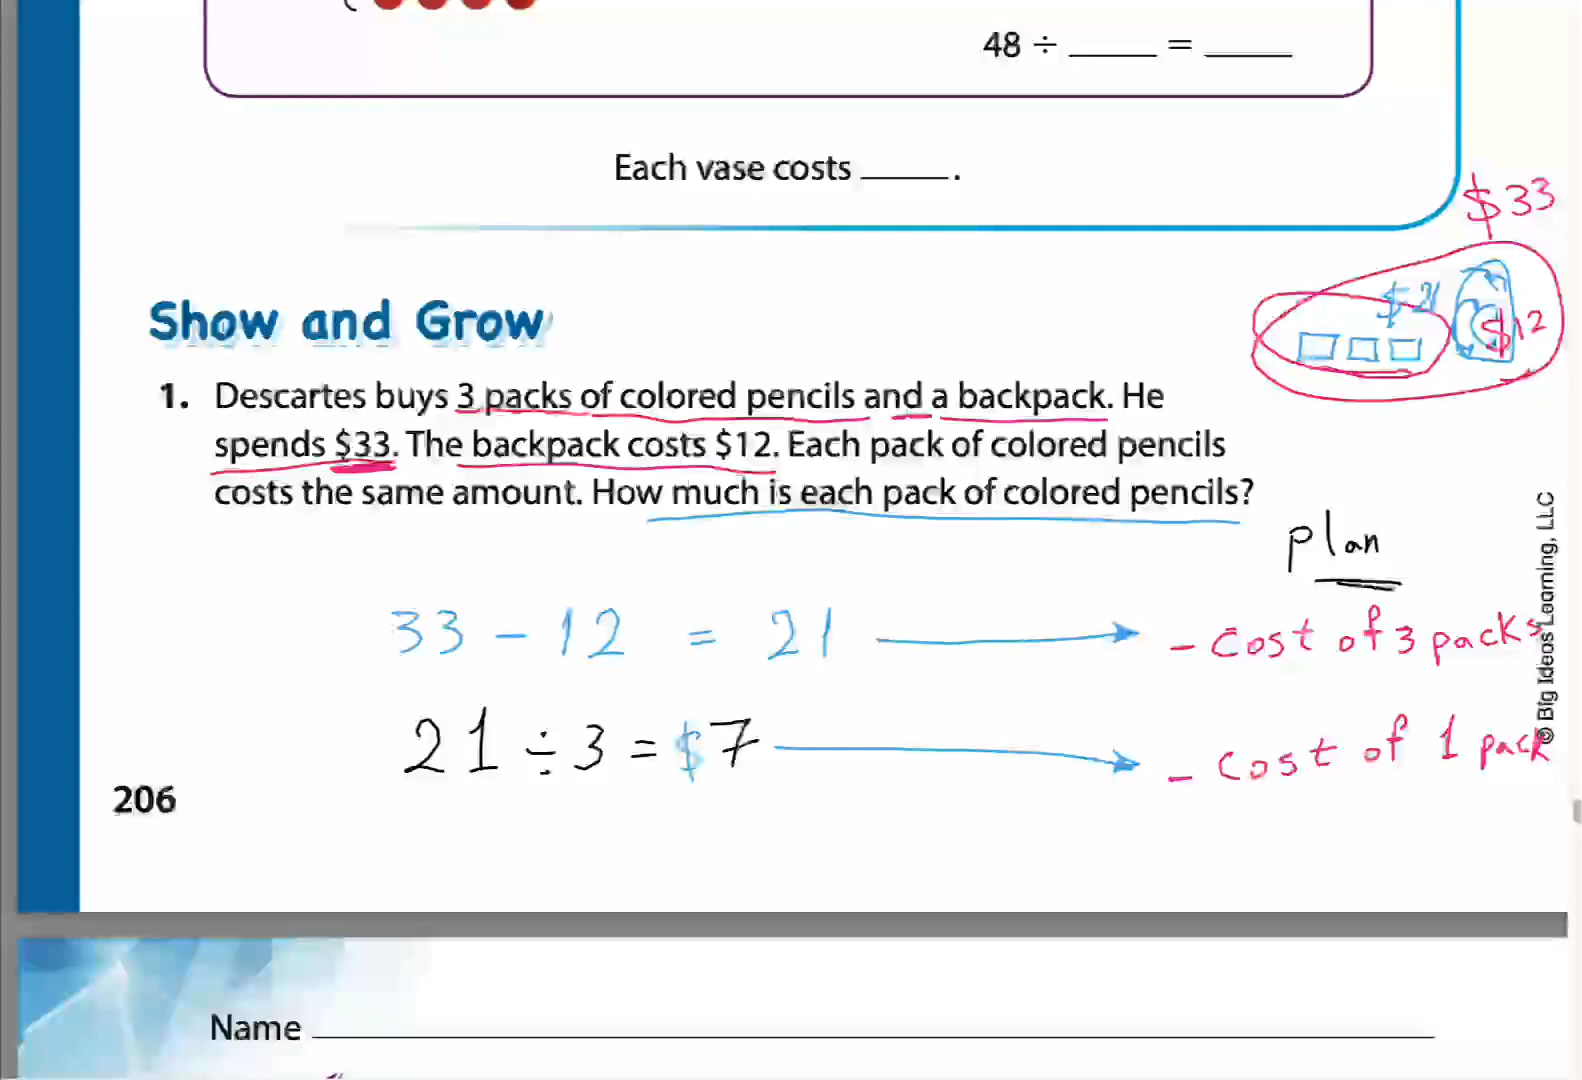 48 ÷ _____ = _____
Each vase costs _____ .
$33
$21
$12
Show and Grow
1. Descartes buys 3 packs of colored pencils and a backpack. He
spends $33. The backpack costs $12. Each pack of colored pencils
costs the same amount. How much is each pack of colored pencils?
plan
33 - 12 = 21
- Cost of 3 packs
21 ÷ 3 = $7
- Cost of 1 pack
© Big Ideas Learning, LLC
206
Name